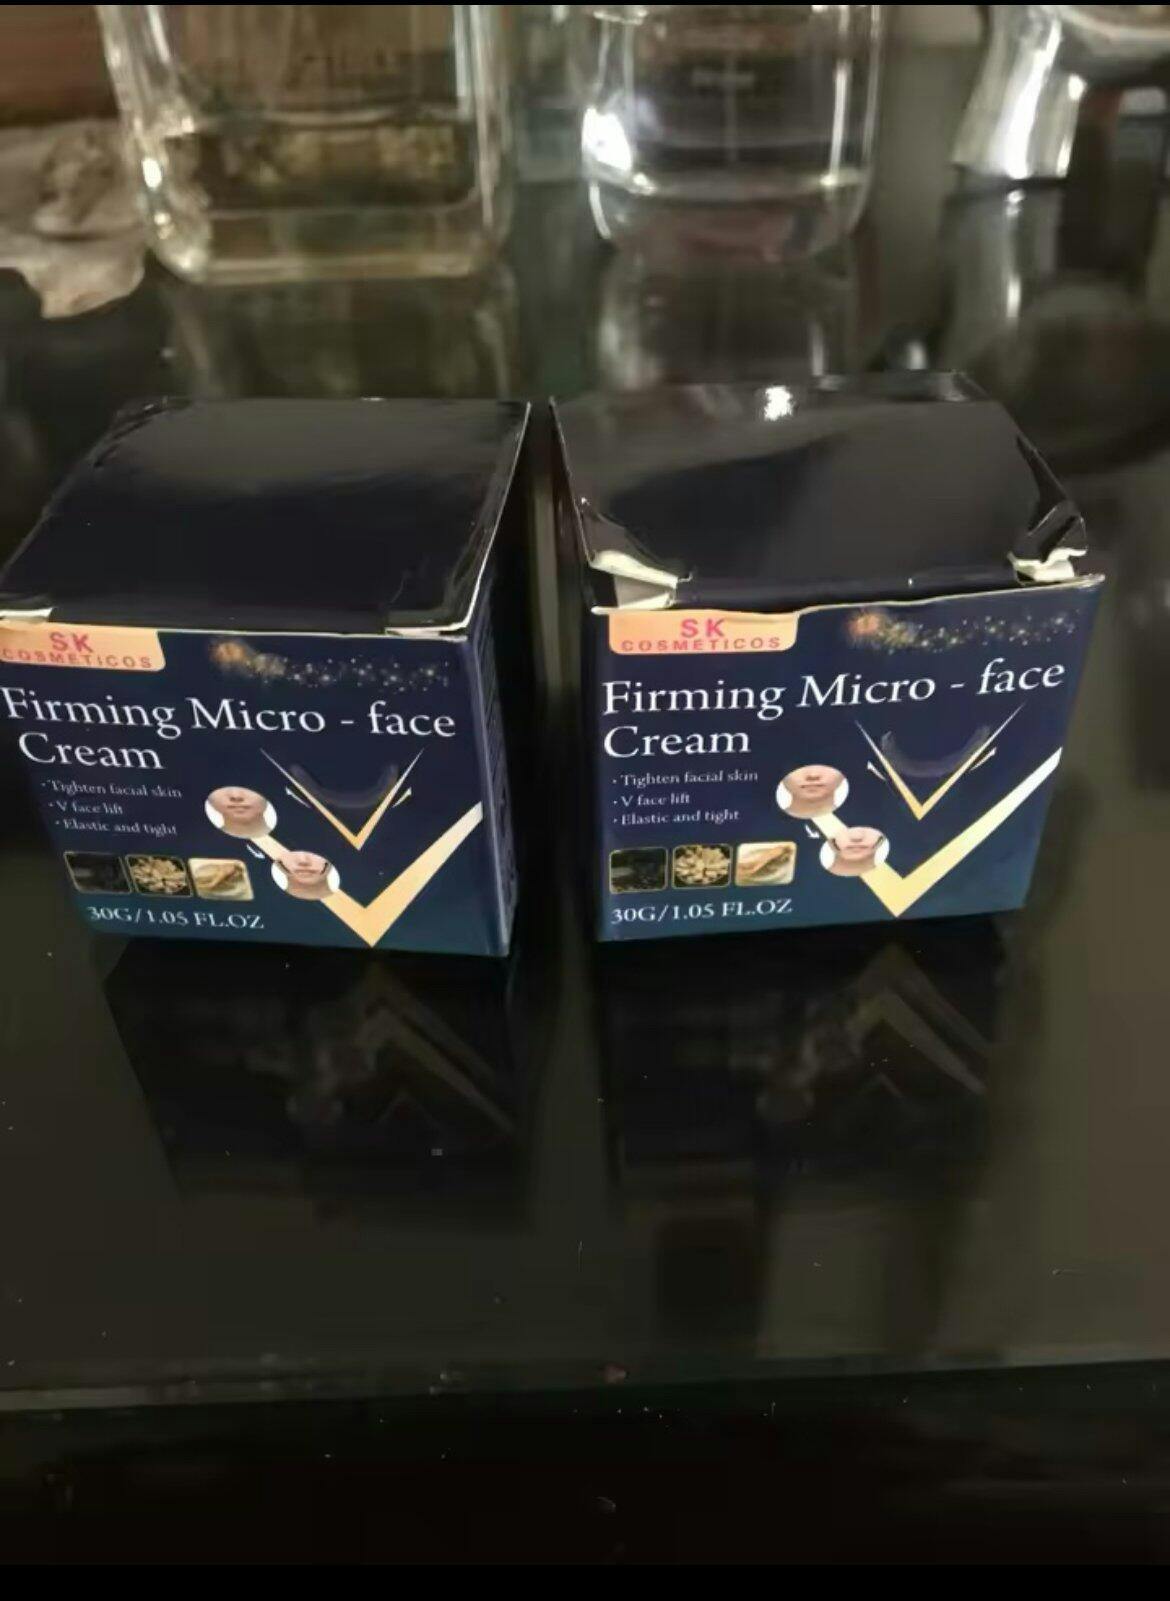 SK
COSMETICOS
Firming Micro - face
Cream
· Tighten facial skin
· V face lift
· Elastic and tight
30G/1.05 FL.OZ
SK
COSMETICOS
Firming Micro - face
Cream
· Tighten facial skin
· V face lift
· Elastic and tight
30G/1.05 FL.OZ